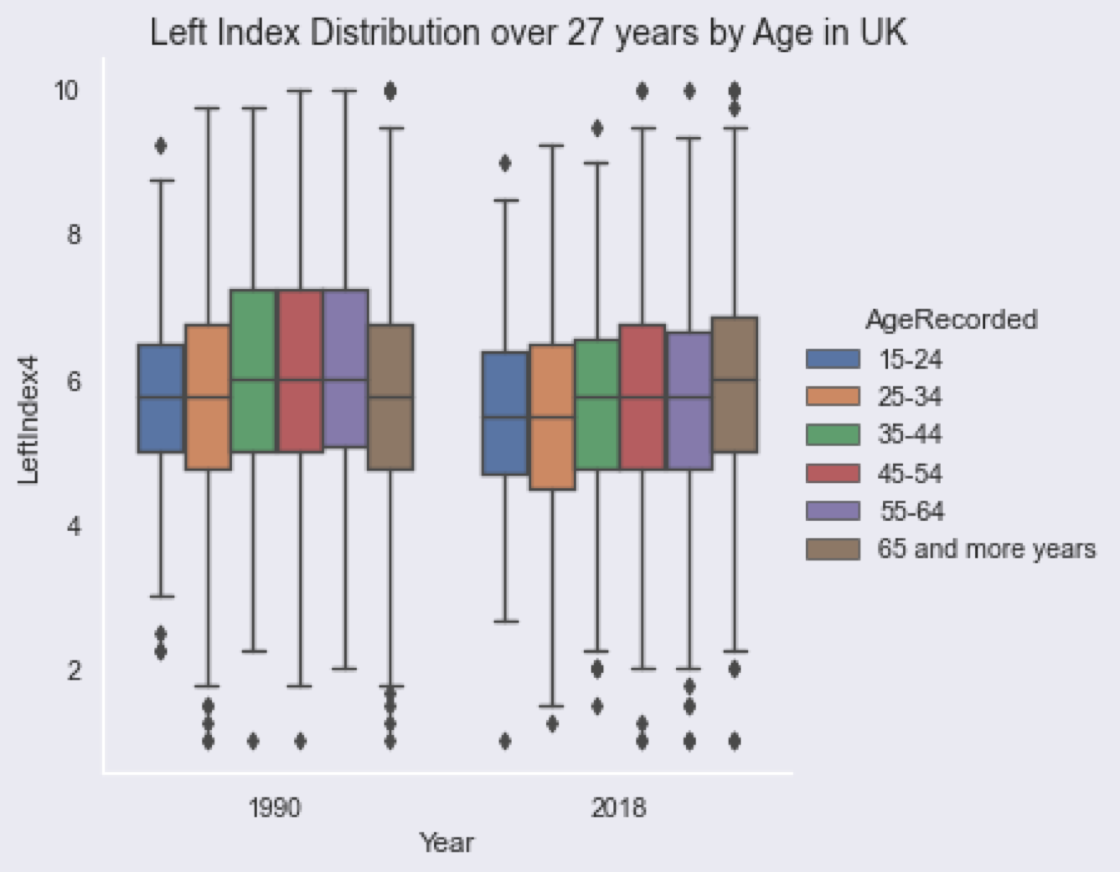 Left Index Distribution over 27 years by Age in UK
10
8
6
4
2
LeftIndex4
1990
2018
Year
AgeRecorded
15-24
25-34
35-44
45-54
55-64
65 and more years